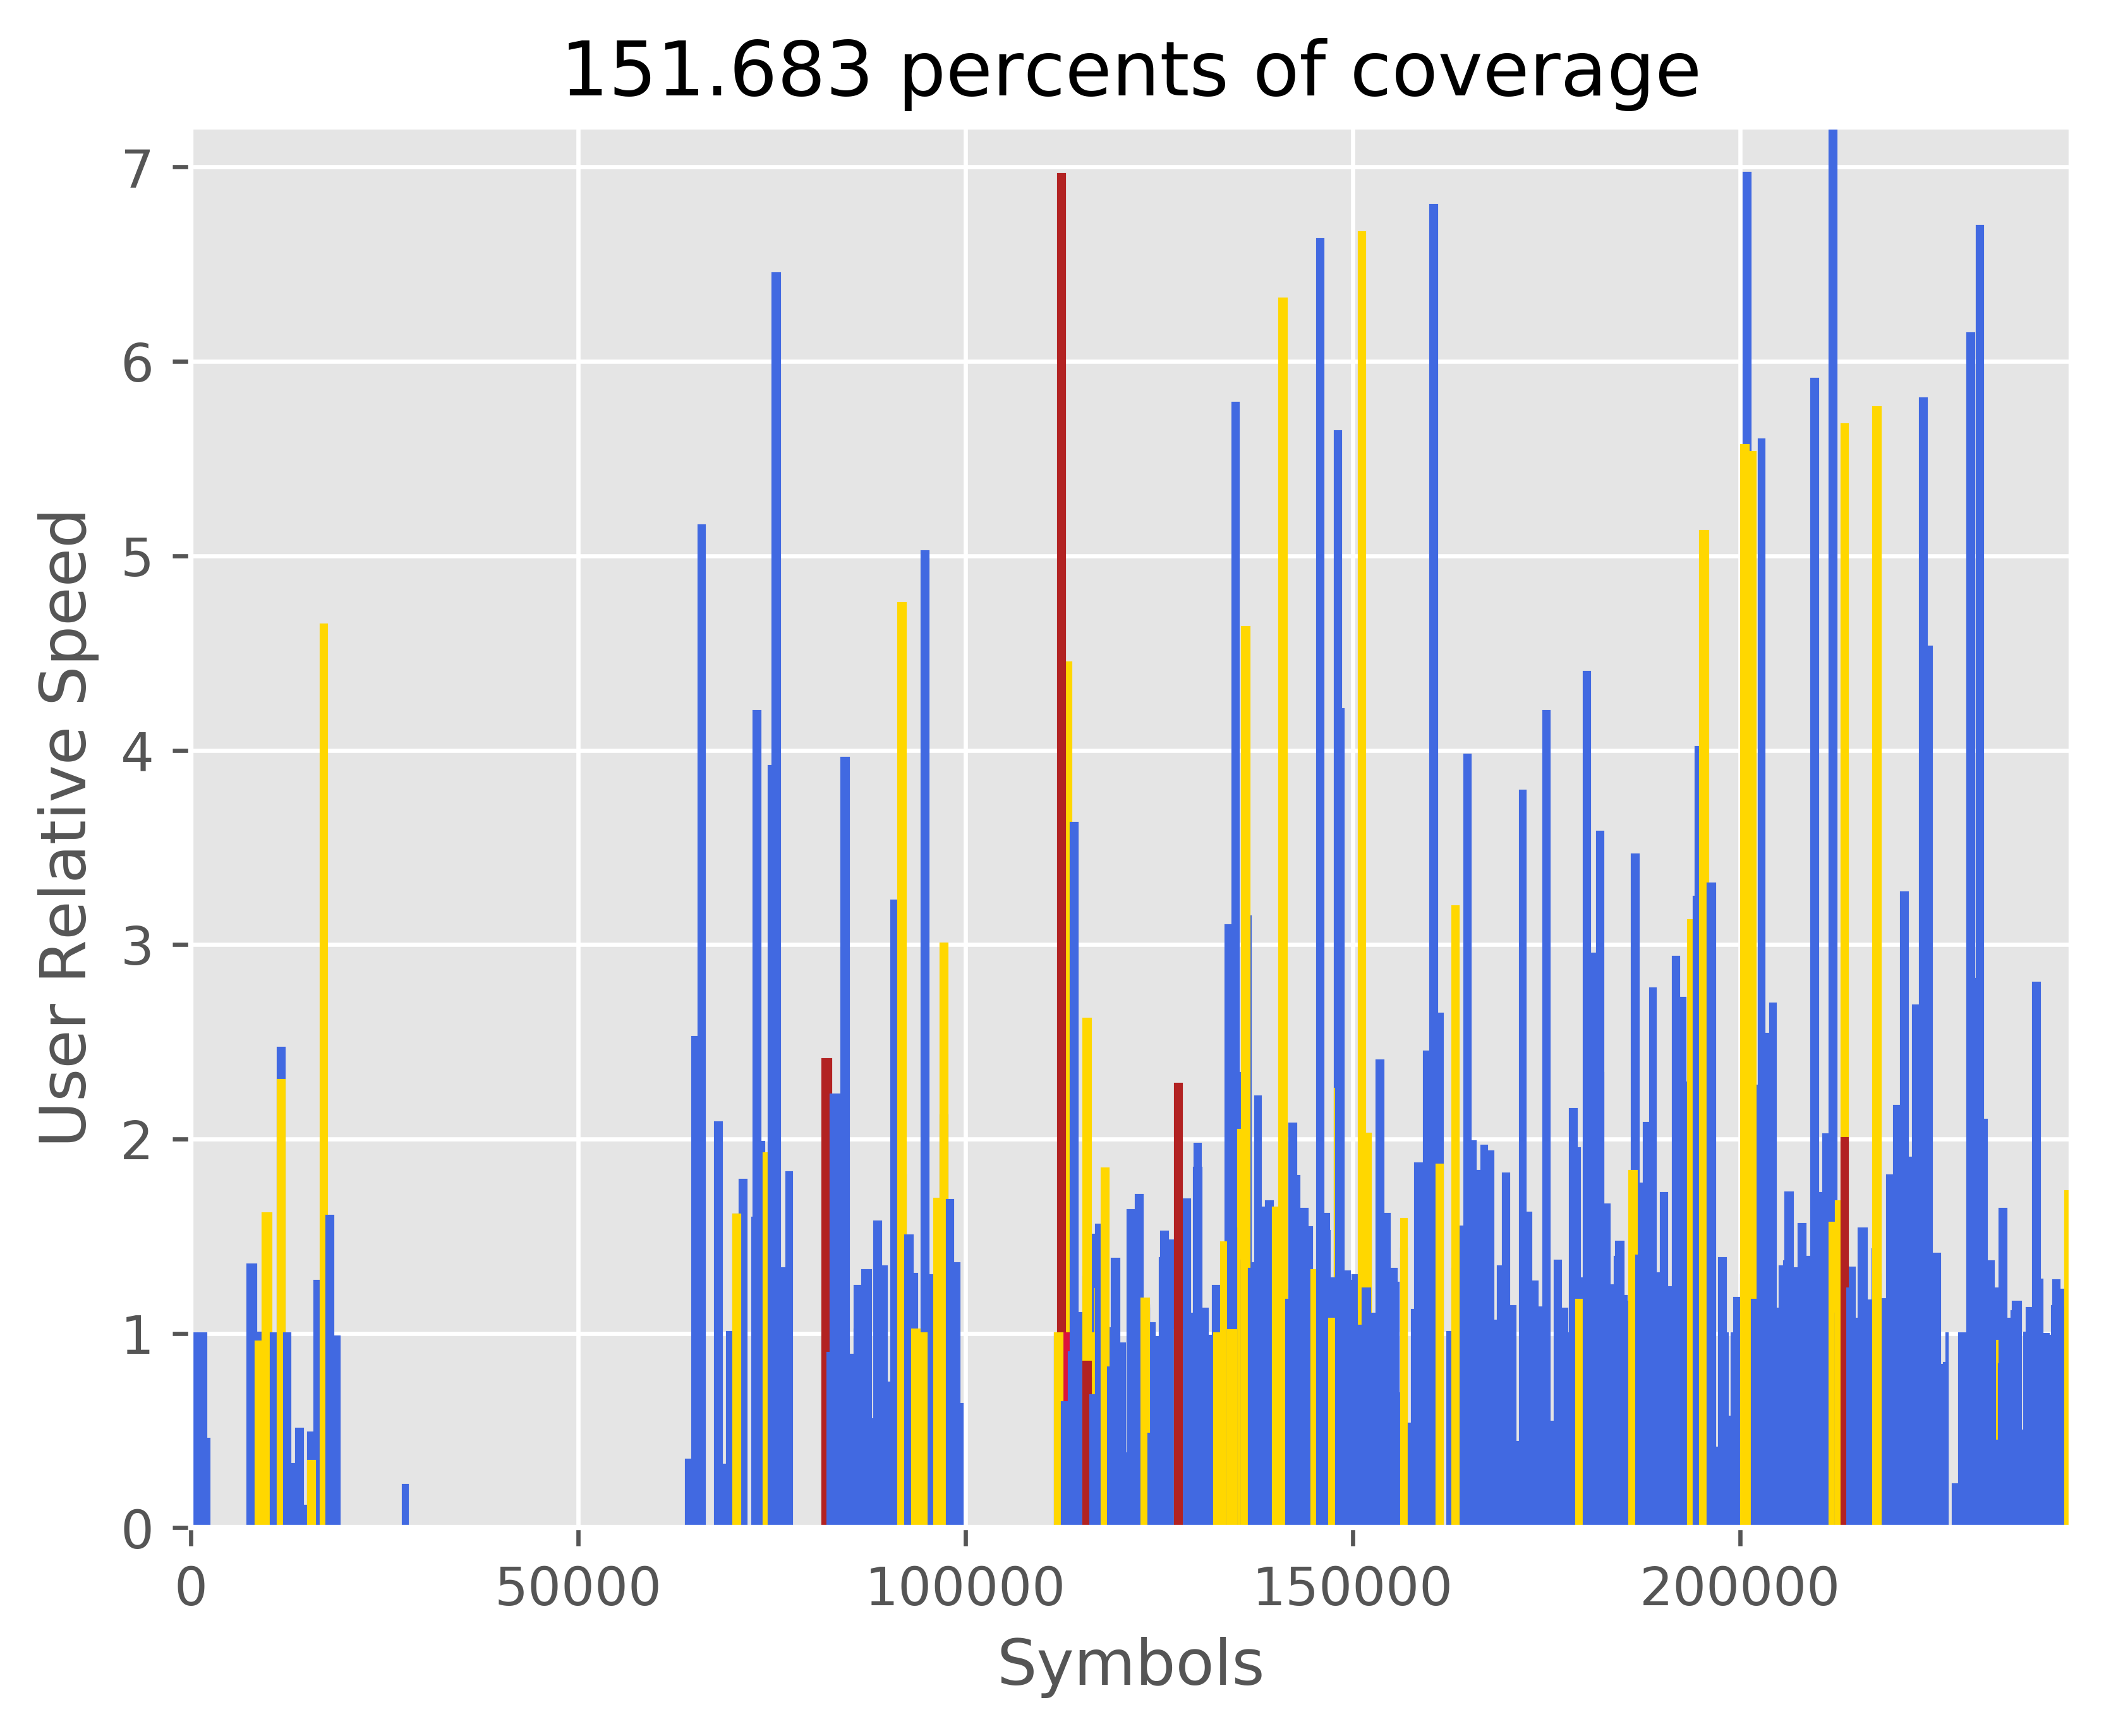 151.683 percents of coverage
7
6
5
4
3
2
1
0
User Relative Speed
0 50000 100000 150000 200000
Symbols